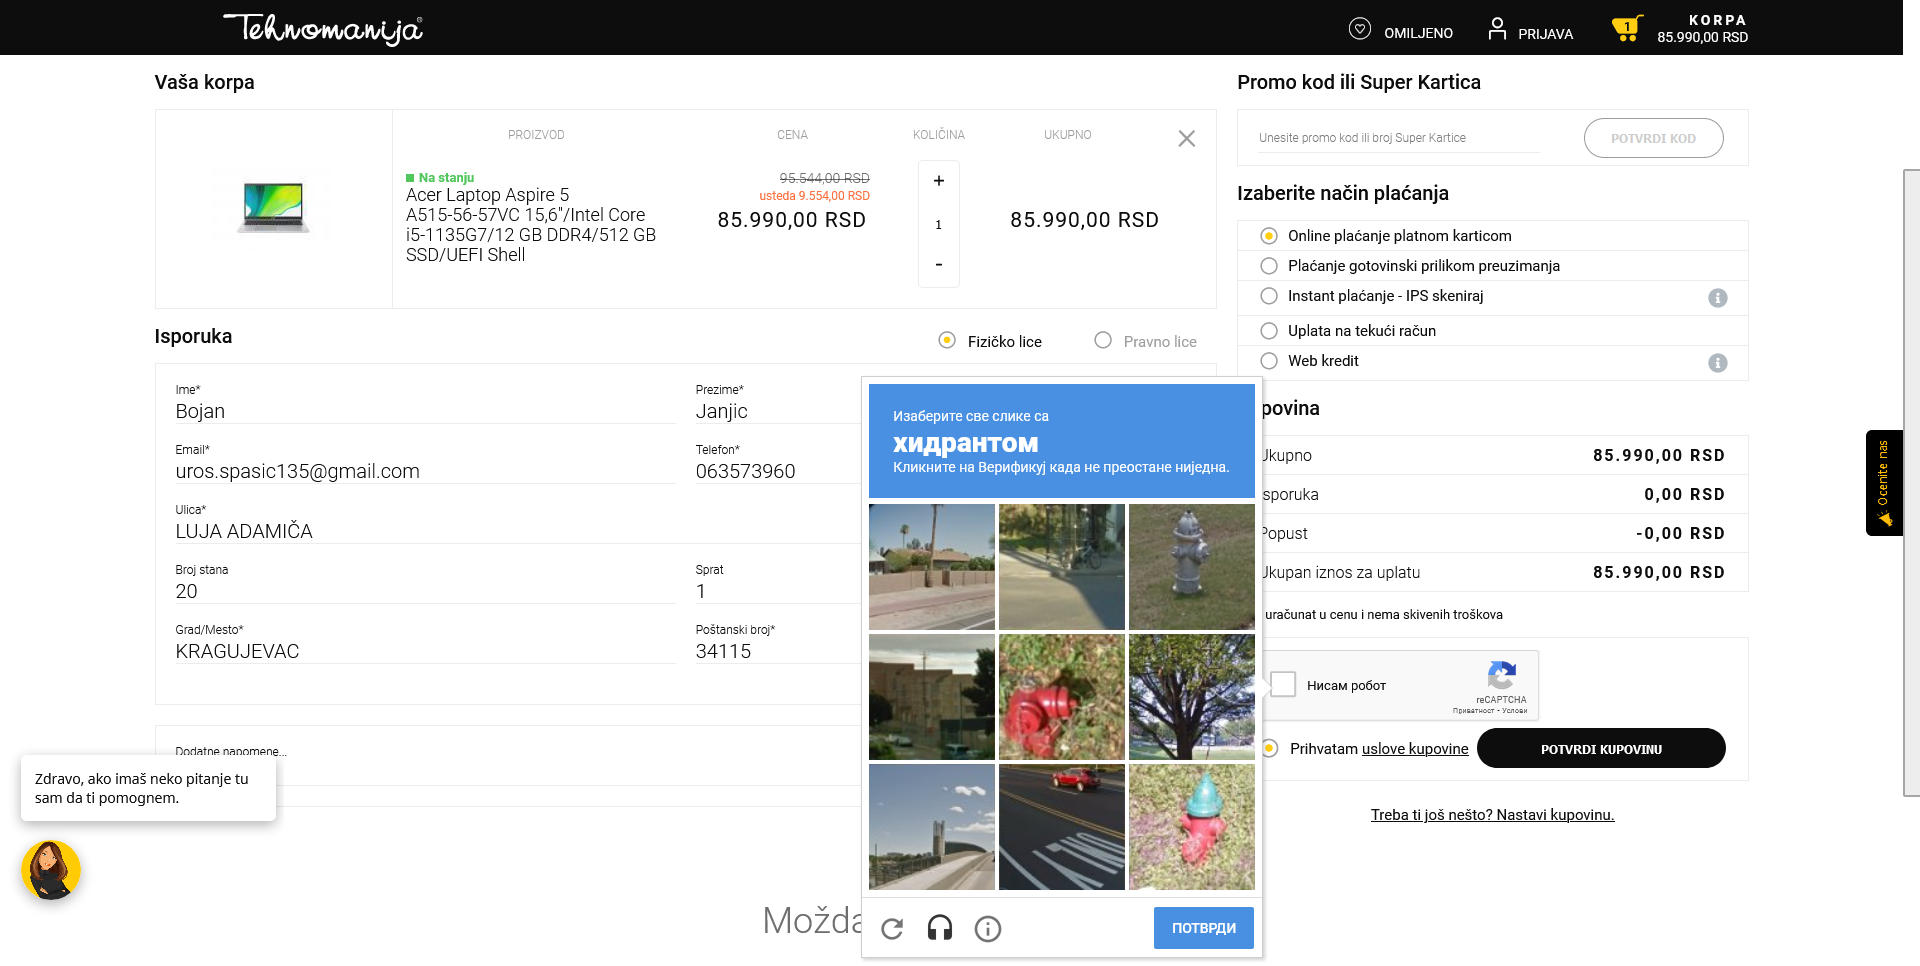 Tehnomanija
OMILJENO
PRIJAVA
1
KORPA
85.990,00 RSD
Vaša korpa
PROIZVOD
CENA
KOLIČINA
UKUPNO
Na stanju
Acer Laptop Aspire 5
A515-56-57VC 15,6"/Intel Core
i5-1135G7/12 GB DDR4/512 GB
SSD/UEFI Shell
95.544,00 RSD
usteda 9.554,00 RSD
85.990,00 RSD
+
1
-
85.990,00 RSD
Isporuka
Fizičko lice
Pravno lice
Ime*
Bojan
Prezime*
Janjic
Email*
uros.spasic135@gmail.com
Telefon*
063573960
Ulica*
LUJA ADAMIČA
Broj stana
20
Sprat
1
Grad/Mesto*
KRAGUJEVAC
Poštanski broj*
34115
Dodatne napomene...
Zdravo, ako imaš neko pitanje tu
sam da ti pomognem.
Možda
Изаберите све слике са
хидрантом
Кликните на Верификуј када не преостане ниједна.
ПОТВРДИ
Promo kod ili Super Kartica
Unesite promo kod ili broj Super Kartice
POTVRDI KOD
Izaberite način plaćanja
Online plaćanje platnom karticom
Plaćanje gotovinski prilikom preuzimanja
Instant plaćanje - IPS skeniraj
Uplata na tekući račun
Web kredit
povina
Ukupno
85.990,00 RSD
sporuka
0,00 RSD
Popust
-0,00 RSD
Ukupan iznos za uplatu
85.990,00 RSD
uračunat u cenu i nema skivenih troškova
Нисам робот
reCAPTCHA
Приватност - Услови
Prihvatam uslove kupovine
POTVRDI KUPOVINU
Treba ti još nešto? Nastavi kupovinu.
Ocenite nas